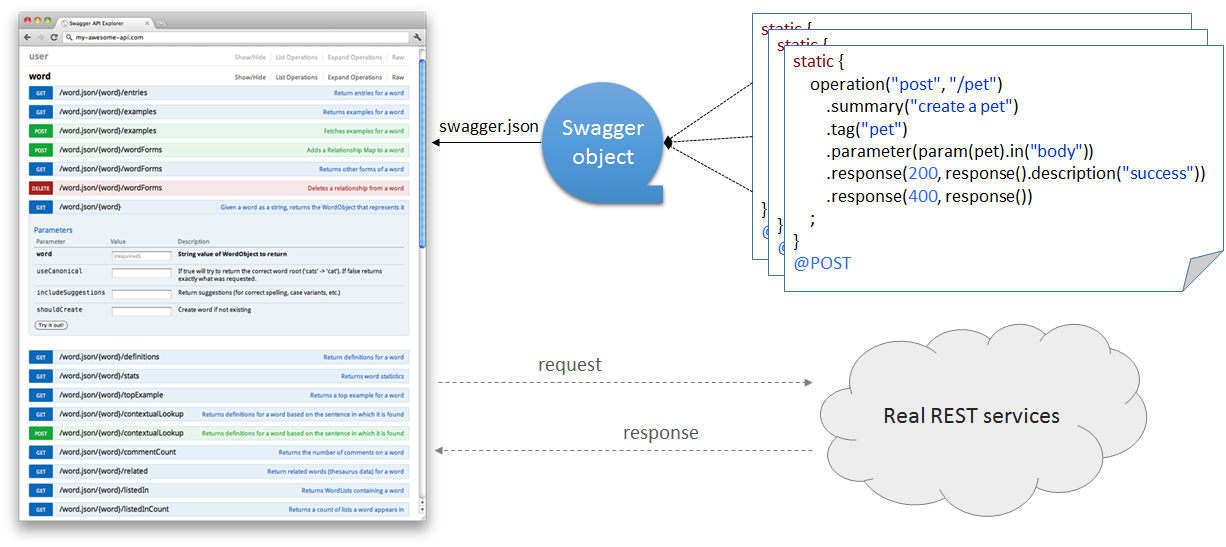 Swagger API Explorer
my-awesome-api.com
user Show/Hide List Operations Expand Operations Raw
word Show/Hide List Operations Expand Operations Raw
GET /word.json/{word}/entries Return entries for a word
GET /word.json/{word}/examples Returns examples for a word
POST /word.json/{word}/examples Fetches examples for a word
POST /word.json/{word}/wordForms Adds a Relationship Map to a word
GET /word.json/{word}/wordForms Returns other forms of a word
DELETE /word.json/{word}/wordForms Deletes a relationship from a word
GET /word.json/{word} Given a word as a string, returns the WordObject that represents it
Parameters
Parameter Value Description
word (required) String value of WordObject to return
useCanonical If true will try to return the correct word root ('cats' -> 'cat'). If false returns
exactly what was requested.
includeSuggestions Return suggestions (for correct spelling, case variants, etc.)
shouldCreate Create word if not existing
Try it out!
GET /word.json/{word}/definitions Return definitions for a word
GET /word.json/{word}/stats Returns word statistics
GET /word.json/{word}/topExample Returns a top example for a word
GET /word.json/{word}/contextualLookup Returns definitions for a word based on the sentence in which it is found
POST /word.json/{word}/contextualLookup Returns definitions for a word based on the sentence in which it is found
GET /word.json/{word}/commentCount Returns the number of comments on a word
GET /word.json/{word}/related Return related words (thesaurus data) for a word
GET /word.json/{word}/listedIn Returns WordLists containing a word
GET /word.json/{word}/listedInCount Returns a count of lists a word appears in
swagger.json
Swagger
object
static {
static {
static {
operation("post", "/pet")
.summary("create a pet")
.tag("pet")
.parameter(param(pet).in("body"))
.response(200, response().description("success"))
.response(400, response())
;
}
@POST
}
@
}
@
request
response
Real REST services